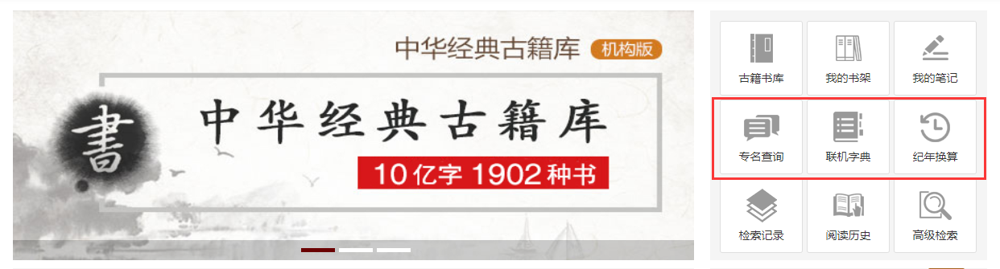 中华经典古籍库 机构版
中华经典古籍库
書
10亿字 1902种书
古籍书库 我的书架 我的笔记
专名查询 联机字典 纪年换算
检索记录 阅读历史 高级检索